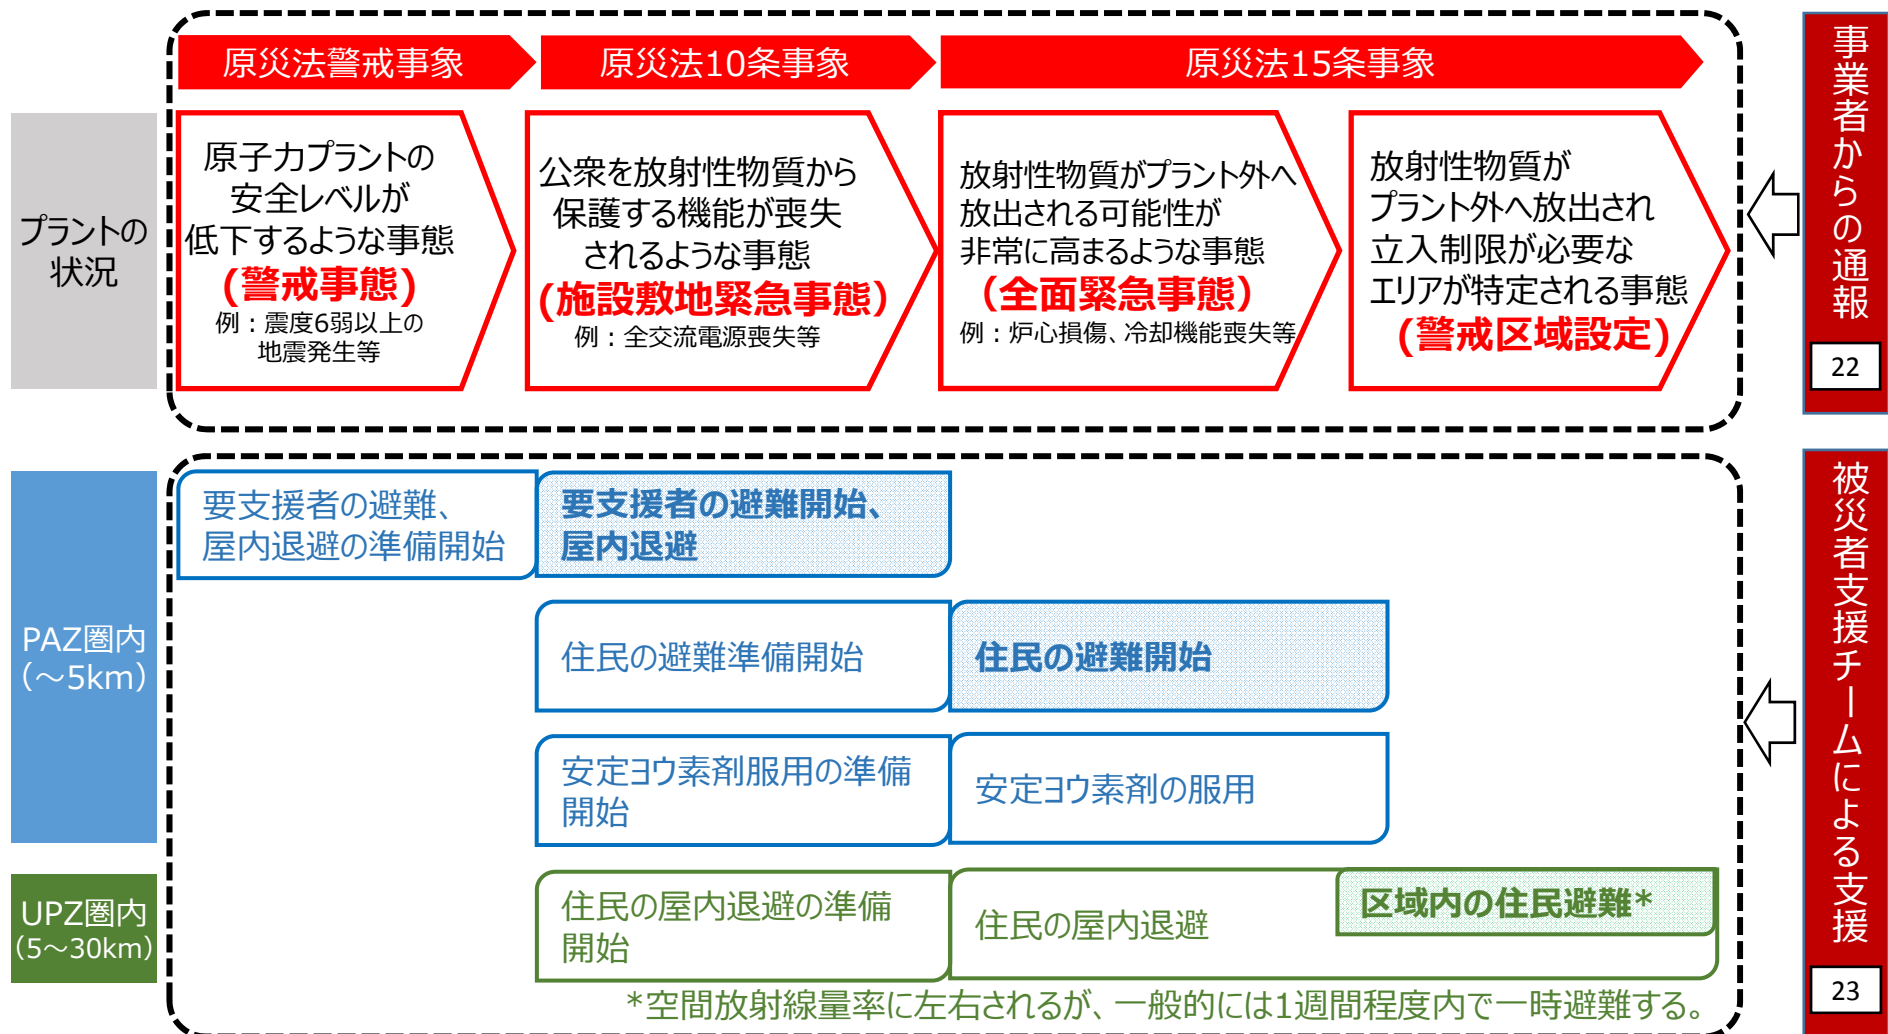 原災法警戒事象
原災法10条事象
原災法15条事象
事業者からの通報
22
プラントの
状況
原子力プラントの
安全レベルが
低下するような事態
(警戒事態)
例：震度6弱以上の
地震発生等
公衆を放射性物質から
保護する機能が喪失
されるような事態
(施設敷地緊急事態）
例：全交流電源喪失等
放射性物質がプラント外へ
放出される可能性が
非常に高まるような事態
（全面緊急事態）
例：炉心損傷、冷却機能喪失等
放射性物質が
プラント外へ放出され
立入制限が必要な
エリアが特定される事態
(警戒区域設定)
PAZ圏内
（～5km）
要支援者の避難、
屋内退避の準備開始
要支援者の避難開始、
屋内退避
住民の避難準備開始
住民の避難開始
安定ヨウ素剤服用の準備
開始
安定ヨウ素剤の服用
UPZ圏内
（5～30km）
住民の屋内退避の準備
開始
住民の屋内退避
区域内の住民避難*
*空間放射線量率に左右されるが、一般的には1週間程度内で一時避難する。
被災者支援チームによる支援
23